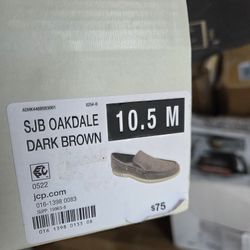 SJB OAKDALE
DARK BROWN
10.5 M
0522
jcp.com
016-1398 0083
$75